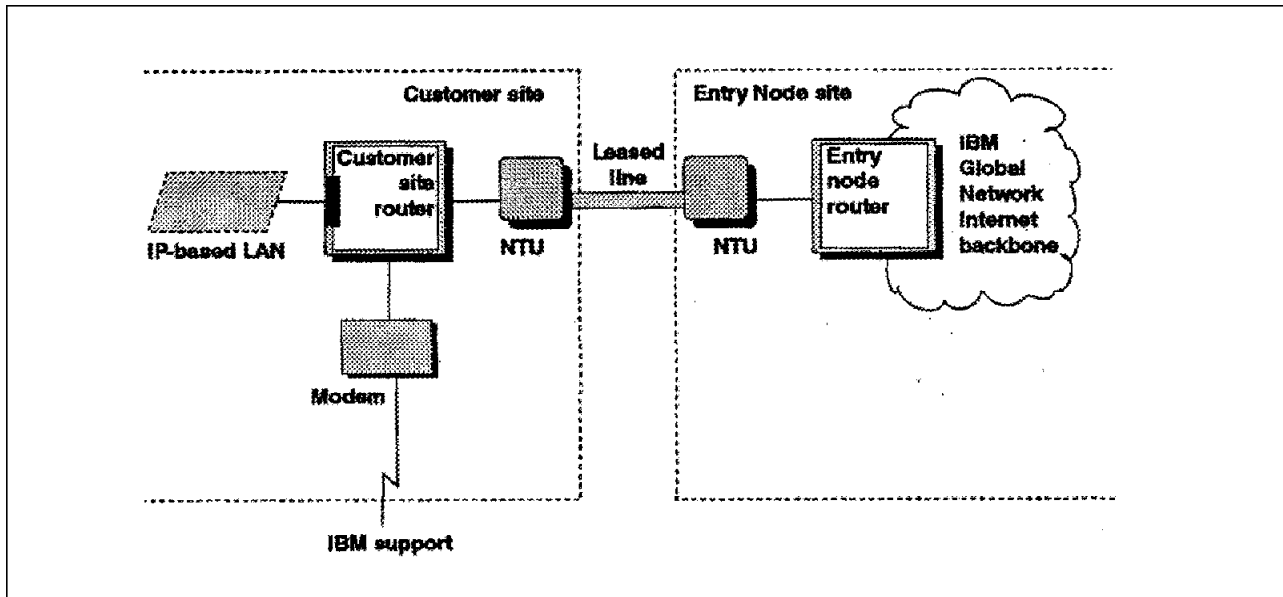 Customer site
Entry Node site
Customer
site
router
Leased
line
Entry
node
router
IBM
Global
Network
Internet
backbone
IP-based LAN
NTU
NTU
Modem
IBM support